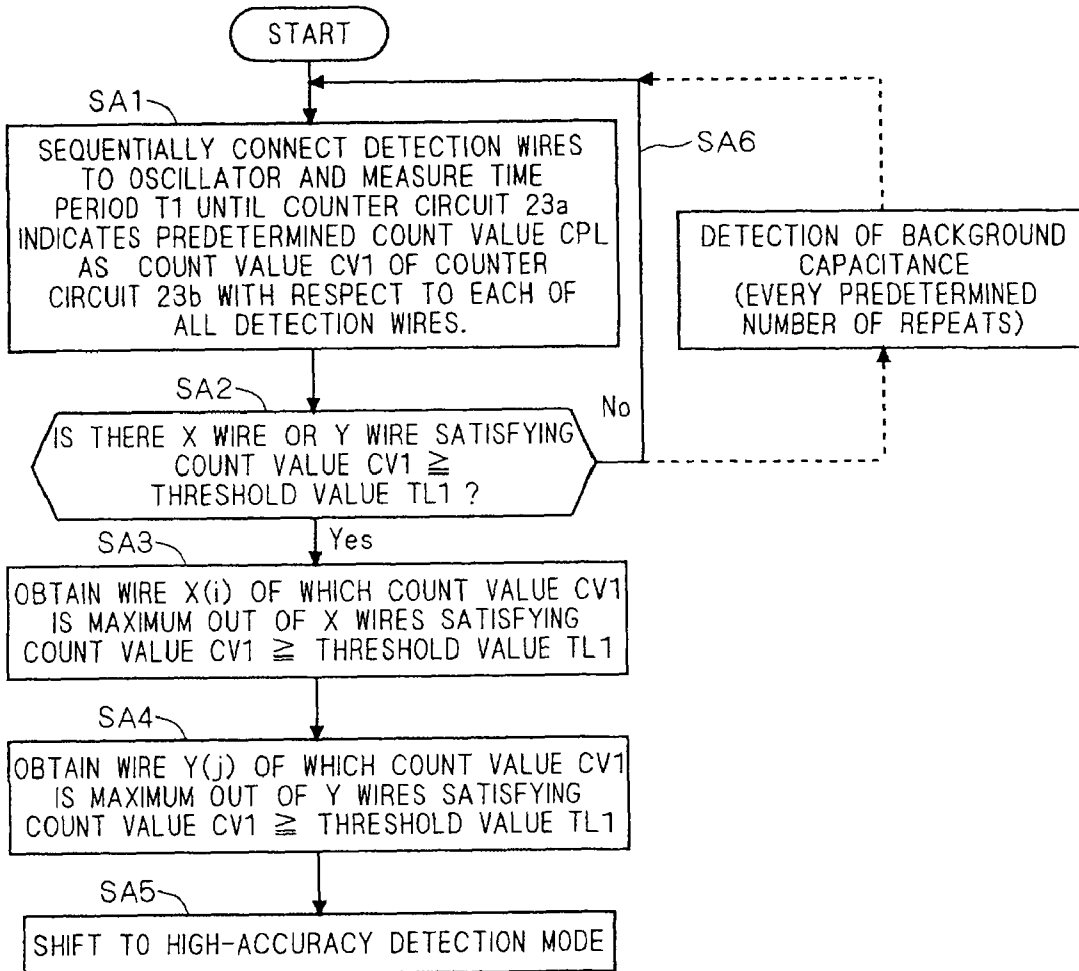 START
SA1
SEQUENTIALLY CONNECT DETECTION WIRES
TO OSCILLATOR AND MEASURE TIME
PERIOD T1 UNTIL COUNTER CIRCUIT 23a
INDICATES PREDETERMINED COUNT VALUE CPL
AS COUNT VALUE CV1 OF COUNTER
CIRCUIT 23b WITH RESPECT TO EACH OF
ALL DETECTION WIRES.
SA6
DETECTION OF BACKGROUND
CAPACITANCE
(EVERY PREDETERMINED
NUMBER OF REPEATS)
SA2
No
IS THERE X WIRE OR Y WIRE SATISFYING
COUNT VALUE CV1 ≧
THRESHOLD VALUE TL1 ?
Yes
SA3
OBTAIN WIRE X(i) OF WHICH COUNT VALUE CV1
IS MAXIMUM OUT OF X WIRES SATISFYING
COUNT VALUE CV1 ≧ THRESHOLD VALUE TL1
SA4
OBTAIN WIRE Y(j) OF WHICH COUNT VALUE CV1
IS MAXIMUM OUT OF Y WIRES SATISFYING
COUNT VALUE CV1 ≧ THRESHOLD VALUE TL1
SA5
SHIFT TO HIGH-ACCURACY DETECTION MODE